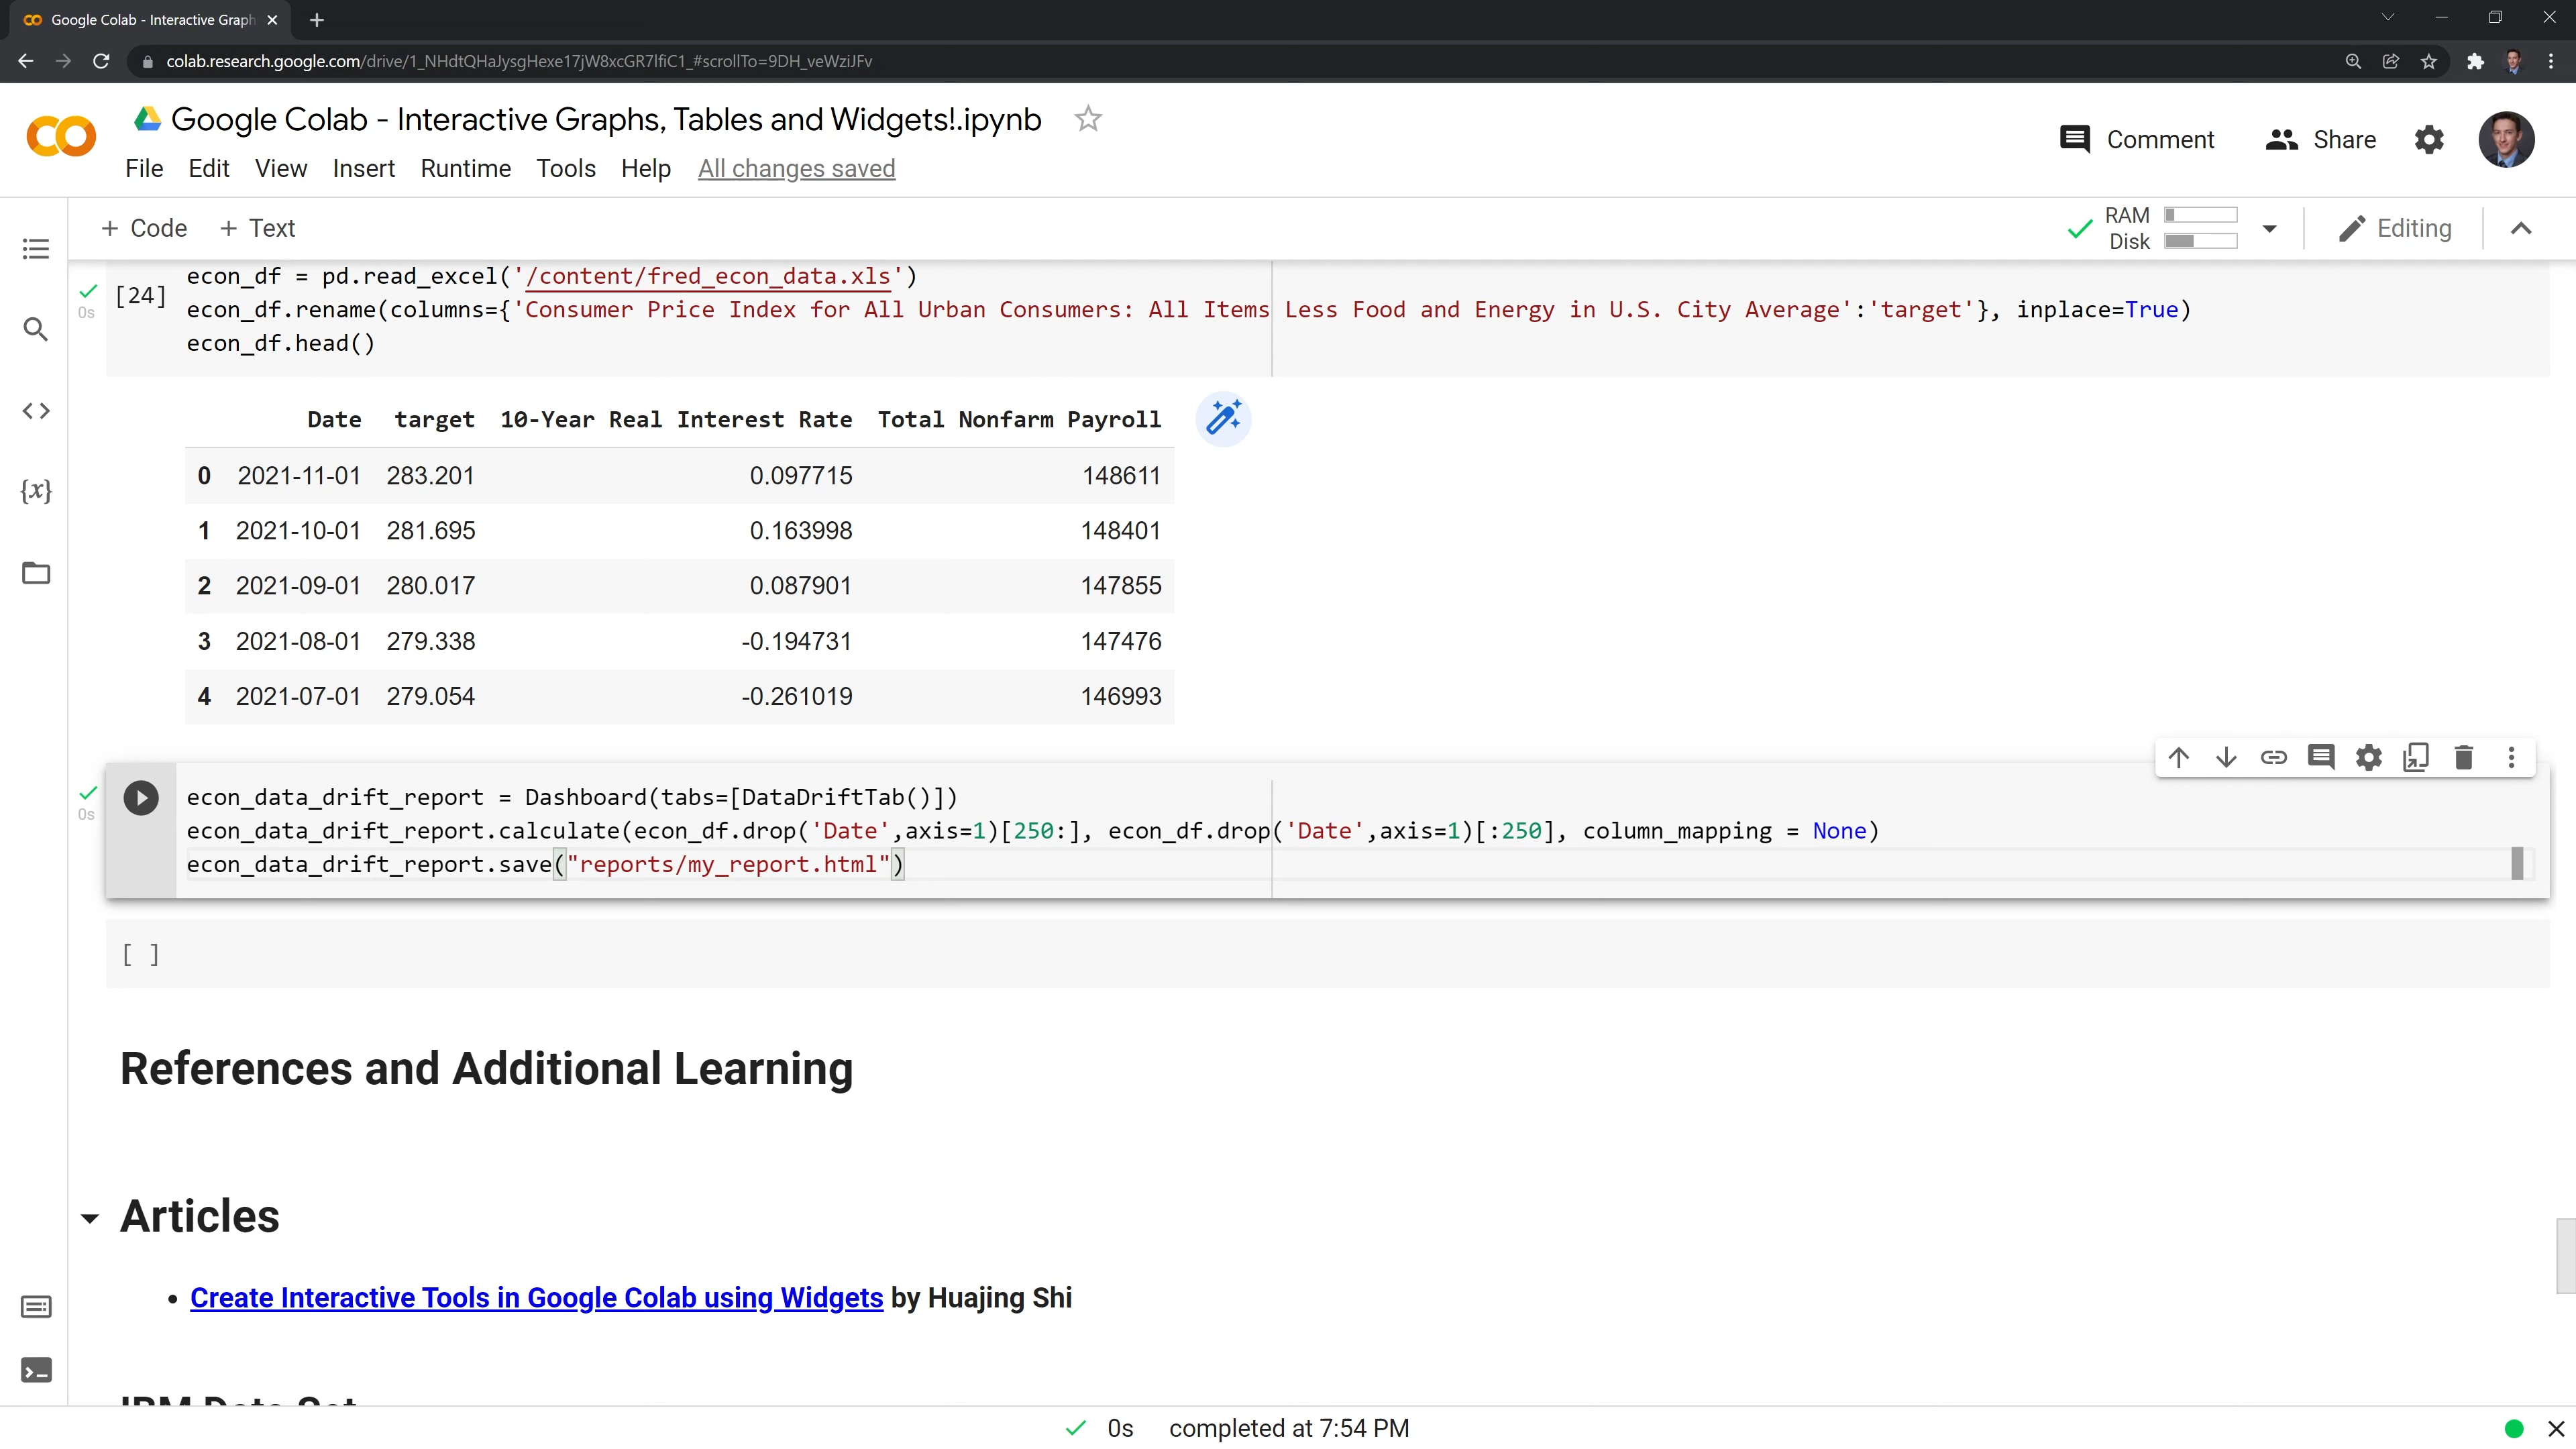 Google Colab - Interactive Graph
colab.research.google.com/drive/1_NHdtQHaJysgHexe17jW8xcGR7lfiC1_#scrollTo=9DH_veWziJFv
Google Colab - Interactive Graphs, Tables and Widgets!.ipynb
Comment Share
File Edit View Insert Runtime Tools Help All changes saved
+ Code + Text
RAM
Disk
Editing
econ_df = pd.read_excel('/content/fred_econ_data.xls')
0s [24] econ_df.rename(columns={'Consumer Price Index for All Urban Consumers: All Items Less Food and Energy in U.S. City Average':'target'}, inplace=True)
econ_df.head()
Date target 10-Year Real Interest Rate Total Nonfarm Payroll
0 2021-11-01 283.201 0.097715 148611
1 2021-10-01 281.695 0.163998 148401
2 2021-09-01 280.017 0.087901 147855
3 2021-08-01 279.338 -0.194731 147476
4 2021-07-01 279.054 -0.261019 146993
econ_data_drift_report = Dashboard(tabs=[DataDriftTab()])
0s econ_data_drift_report.calculate(econ_df.drop('Date',axis=1)[250:], econ_df.drop('Date',axis=1)[:250], column_mapping = None)
econ_data_drift_report.save("reports/my_report.html")
[ ]
References and Additional Learning
Articles
• Create Interactive Tools in Google Colab using Widgets by Huajing Shi
IBM Data Set
0s completed at 7:54 PM